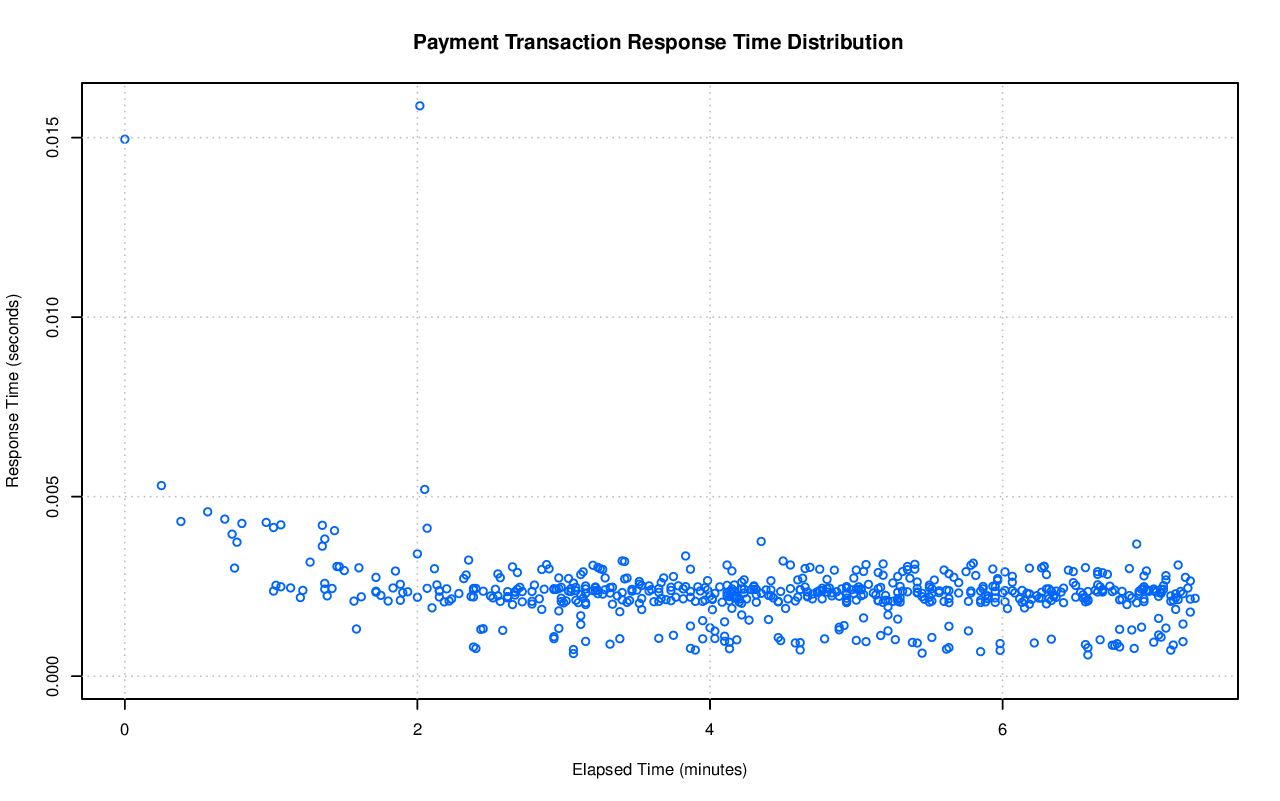 Payment Transaction Response Time Distribution
Response Time (seconds)
0.015
0.010
0.005
0.000
0 2 4 6
Elapsed Time (minutes)